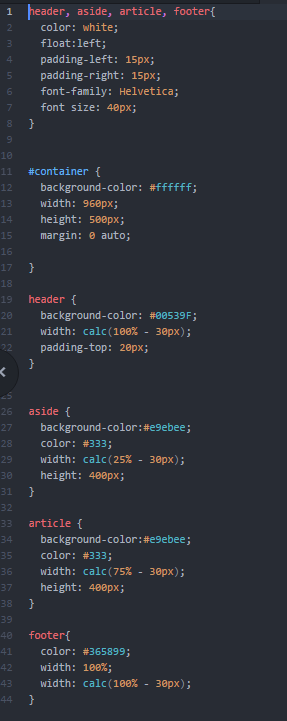 1 header, aside, article, footer{
2 color: white;
3 float:left;
4 padding-left: 15px;
5 padding-right: 15px;
6 font-family: Helvetica;
7 font size: 40px;
8 }
9
10
11 #container {
12 background-color: #ffffff;
13 width: 960px;
14 height: 500px;
15 margin: 0 auto;
16
17 }
18
19 header {
20 background-color: #00539F;
21 width: calc(100% - 30px);
22 padding-top: 20px;
}
25
26 aside {
27 background-color:#e9ebee;
28 color: #333;
29 width: calc(25% - 30px);
30 height: 400px;
31 }
32
33 article {
34 background-color:#e9ebee;
35 color: #333;
36 width: calc(75% - 30px);
37 height: 400px;
38 }
39
40 footer{
41 color: #365899;
42 width: 100%;
43 width: calc(100% - 30px);
44 }